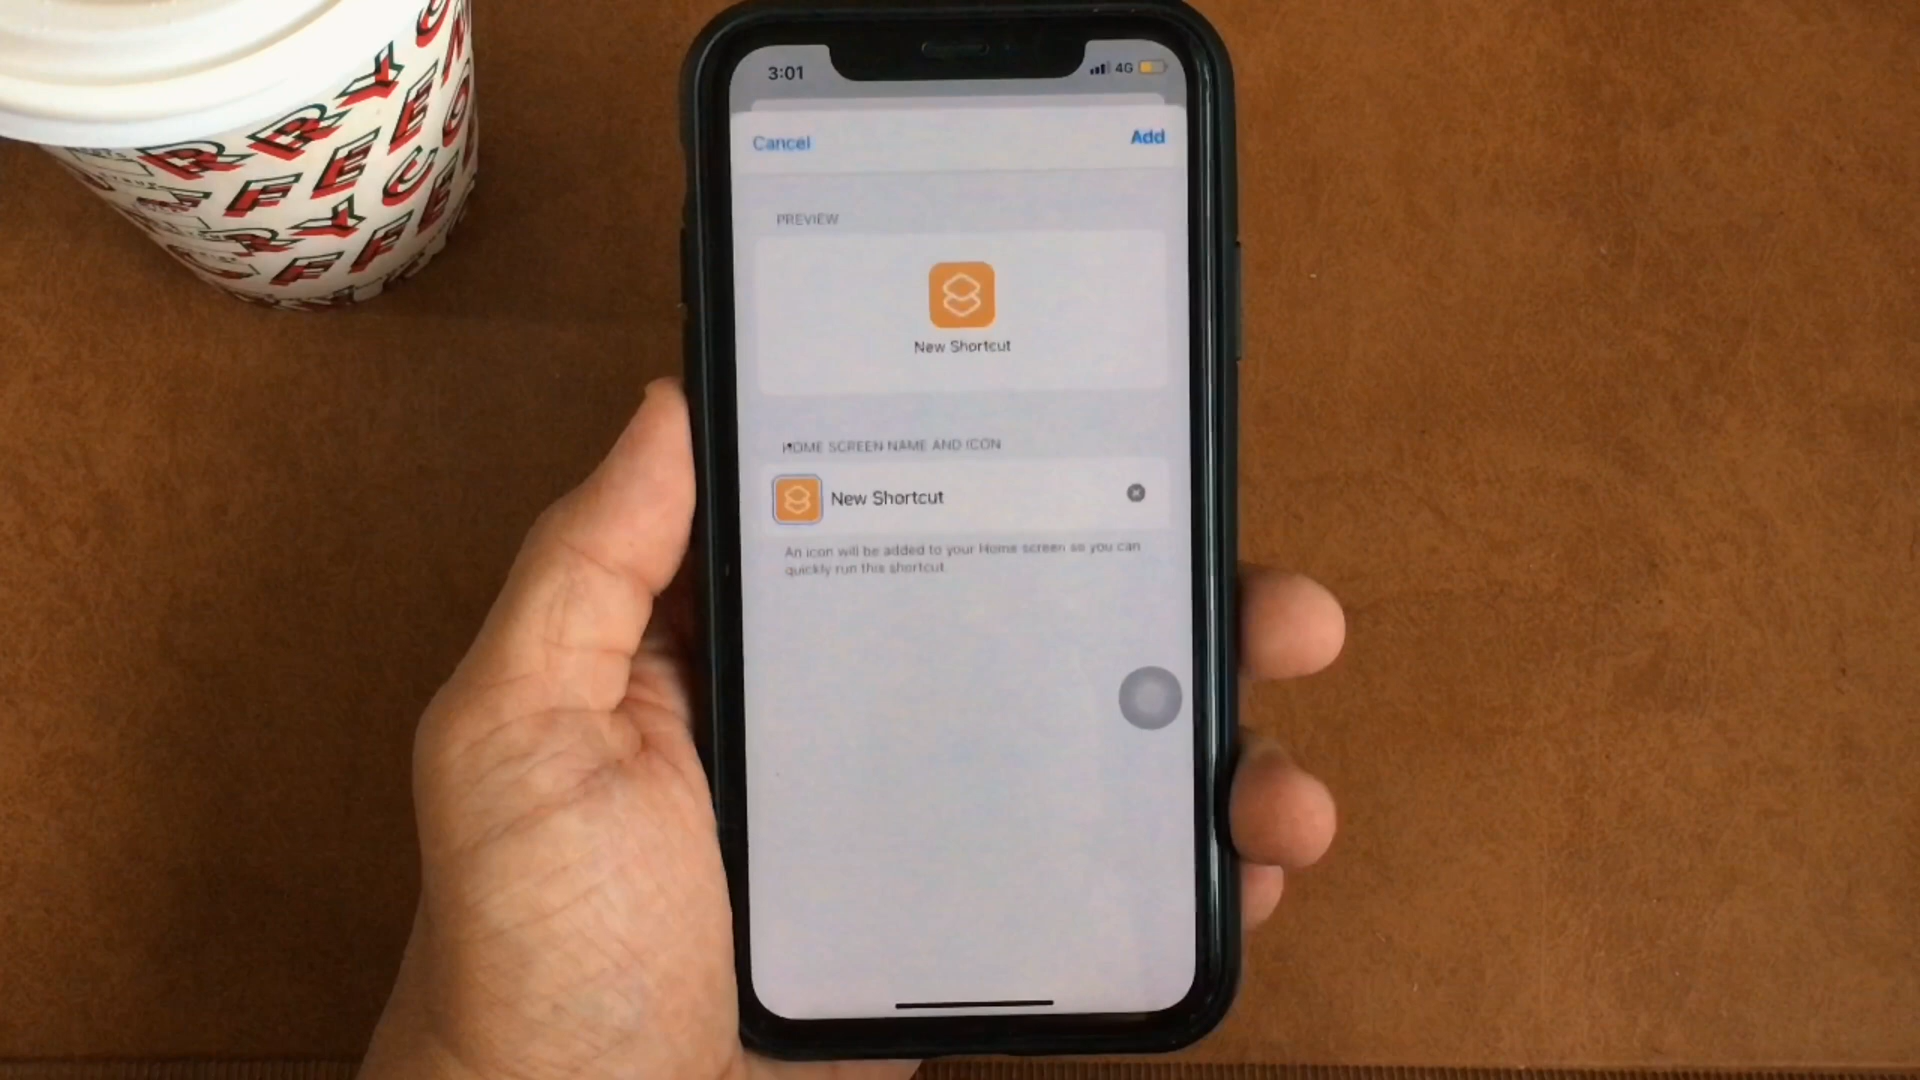 3:01
4G
Cancel
Add
PREVIEW
New Shortcut
HOME SCREEN NAME AND ICON
New Shortcut
An icon will be added to your Home screen so you can
quickly run this shortcut.